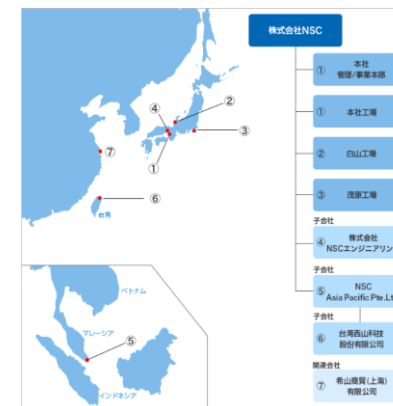 株式会社NSC
① 本社
管理/事業本部
① 本社工場
② 白山工場
③ 茂原工場
子会社
④ 株式会社
NSCエンジニアリン
子会社
⑤ NSC
Asia Pacific Pte.Lt
子会社
⑥ 台湾西山科技
股份有限公司
関連会社
⑦ 希山商貿(上海)
有限公司
②
④
③
⑦
①
⑥
台湾
ベトナム
マレーシア
⑤
インドネシア